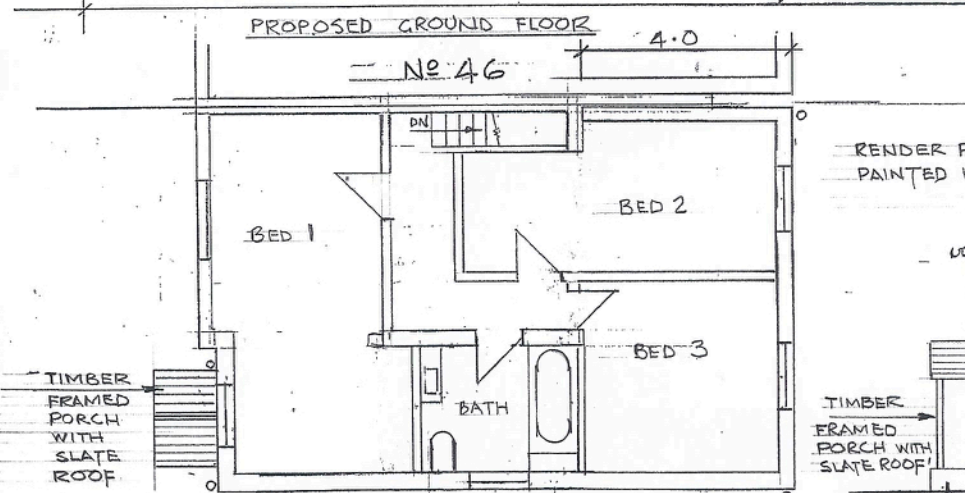 PROPOSED GROUND FLOOR
4.0
Nº 46
DN
RENDER
PAINTED
BED 2
BED 1
BED 3
TIMBER
FRAMED
PORCH
WITH
SLATE
ROOF
BATH
TIMBER
FRAMED
PORCH WITH
SLATE ROOF